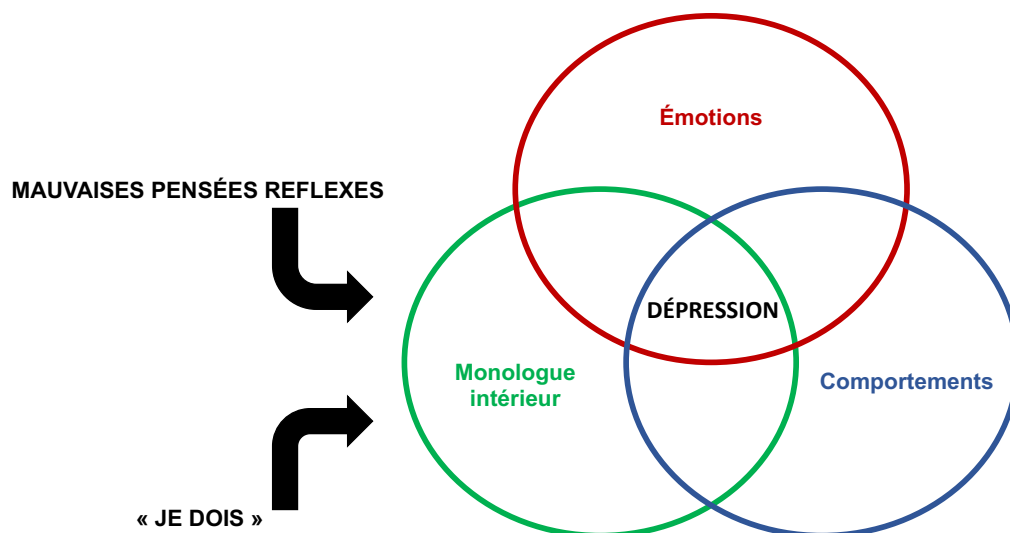 Émotions
MAUVAISES PENSÉES REFLEXES
DÉPRESSION
Monologue
intérieur
Comportements
« JE DOIS »